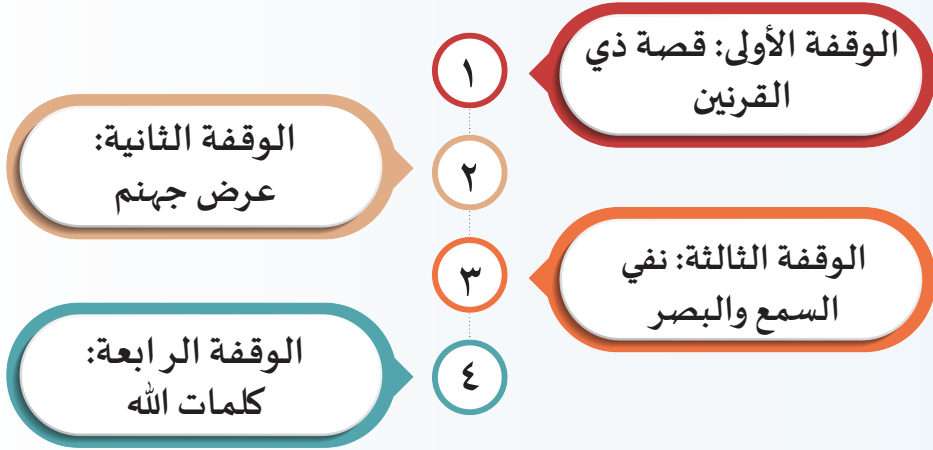 ١
الوقفة الأولى: قصة ذي
القرنين
٢
الوقفة الثانية:
عرض جهنم
٣
الوقفة الثالثة: نفي
السمع والبصر
٤
الوقفة الرابعة:
كلمات الله